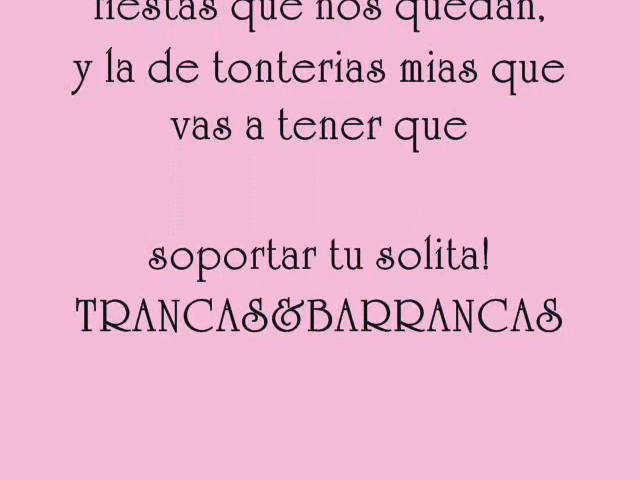 fiestas que nos quedan,
y la de tonterias mias que
vas a tener que
soportar tu solita!
TRANCAS&BARRANCAS